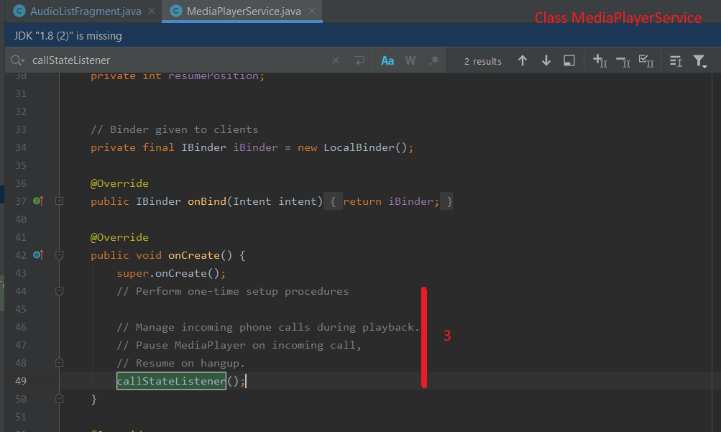 AudioListFragment.java × MediaPlayerService.java × Class MediaPlayerService
JDK "1.8 (2)" is missing
callStateListener × Aa W .* 2 results
30 private int resumePosition;
31
32
33 // Binder given to clients
34 private final IBinder iBinder = new LocalBinder();
35
36 @Override
37 public IBinder onBind(Intent intent) { return iBinder; }
40
41 @Override
42 public void onCreate() {
43 super.onCreate();
44 // Perform one-time setup procedures
45
46 // Manage incoming phone calls during playback.
47 // Pause MediaPlayer on incoming call, 3
48 // Resume on hangup.
49 callStateListener();
50 }
51